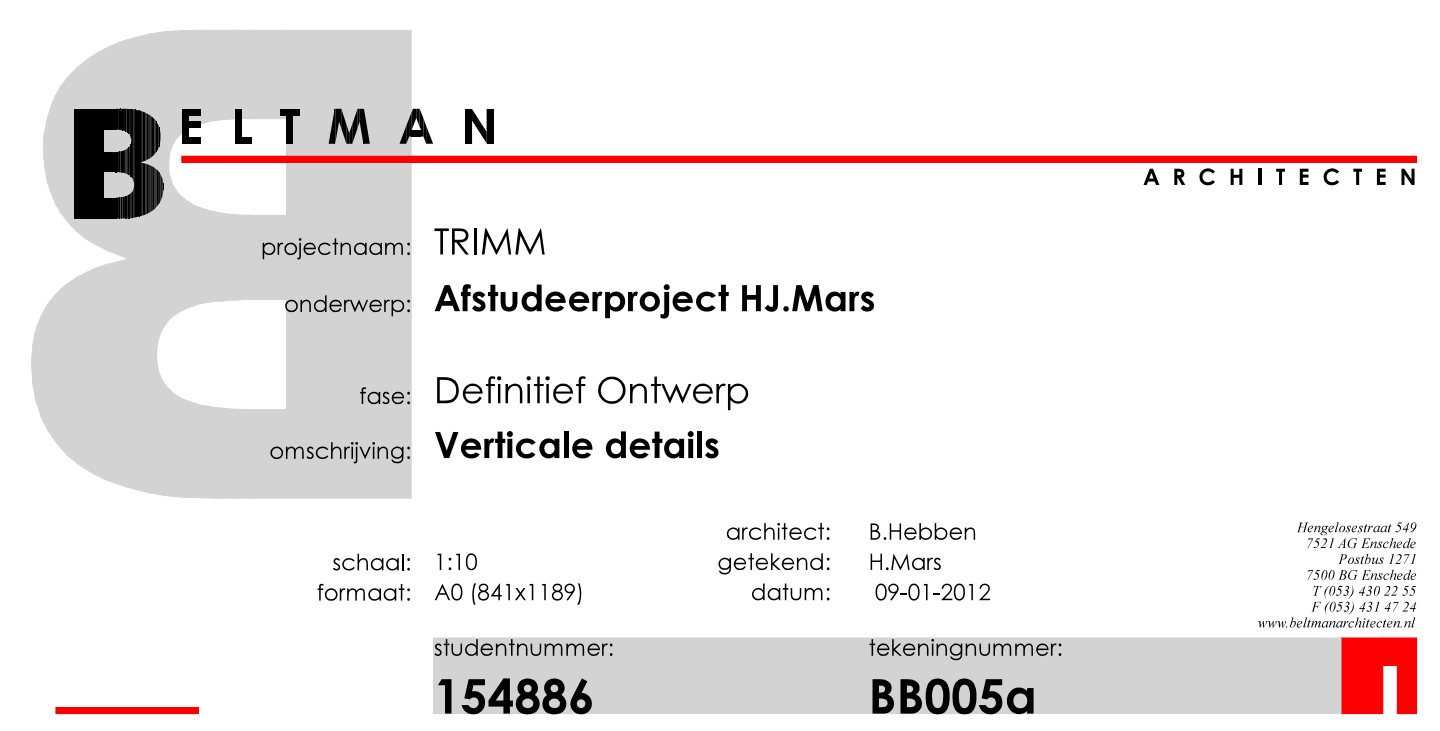 BELTMAN
ARCHITECTEN
projectnaam: TRIMM
onderwerp: Afstudeerproject HJ.Mars
fase: Definitief Ontwerp
omschrijving: Verticale details
architect: B.Hebben
schaal: 1:10 getekend: H.Mars
formaat: A0 (841x1189) datum: 09-01-2012
Hengelosestraat 549
7521 AG Enschede
Postbus 1271
7500 BG Enschede
T (053) 430 22 55
F (053) 431 47 24
www.beltmanarchitecten.nl
studentnummer: tekeningnummer:
154886 BB005a